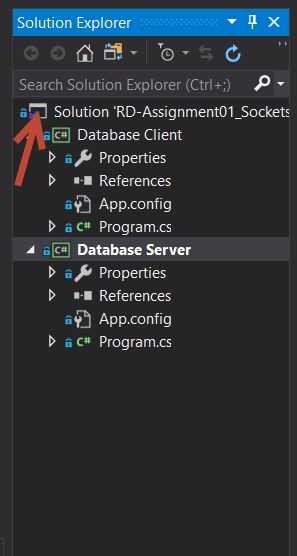 Solution Explorer
Search Solution Explorer (Ctrl+;)
Solution 'RD-Assignment01_Sockets
C# Database Client
Properties
References
App.config
C# Program.cs
C# Database Server
Properties
References
App.config
C# Program.cs